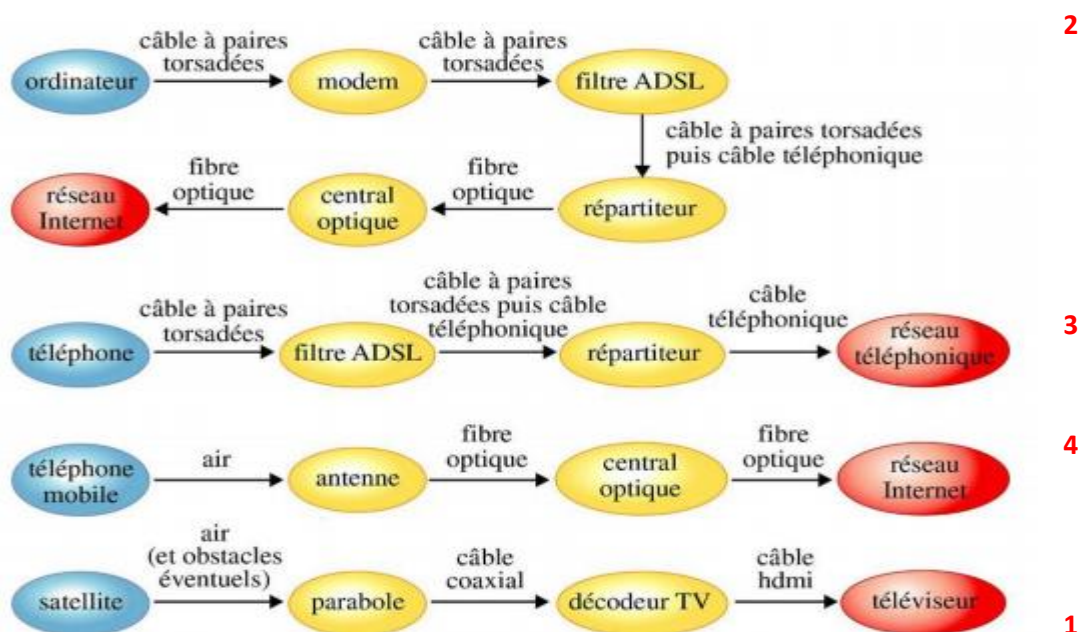 2
câble à paires
torsadées
câble à paires
torsadées
ordinateur
modem
filtre ADSL
câble à paires torsadées
puis câble téléphonique
réseau
Internet
fibre
optique
central
optique
fibre
optique
répartiteur
3
téléphone
câble à paires
torsadées
filtre ADSL
câble à paires
torsadées puis câble
téléphonique
répartiteur
câble
téléphonique
réseau
téléphonique
4
téléphone
mobile
air
antenne
fibre
optique
central
optique
fibre
optique
réseau
Internet
satellite
air
(et obstacles
éventuels)
parabole
câble
coaxial
décodeur TV
câble
hdmi
téléviseur
1